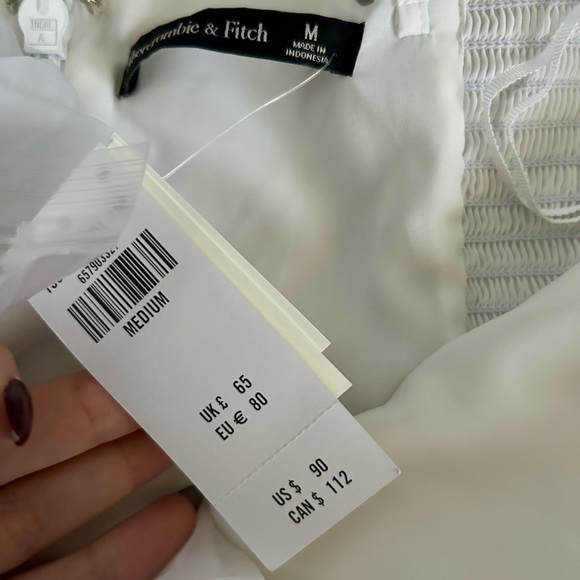 Abercrombie & Fitch
M
MADE IN
INDONESIA
MEDIUM
UK £ 65
EU € 80
US $ 90
CAN $ 112